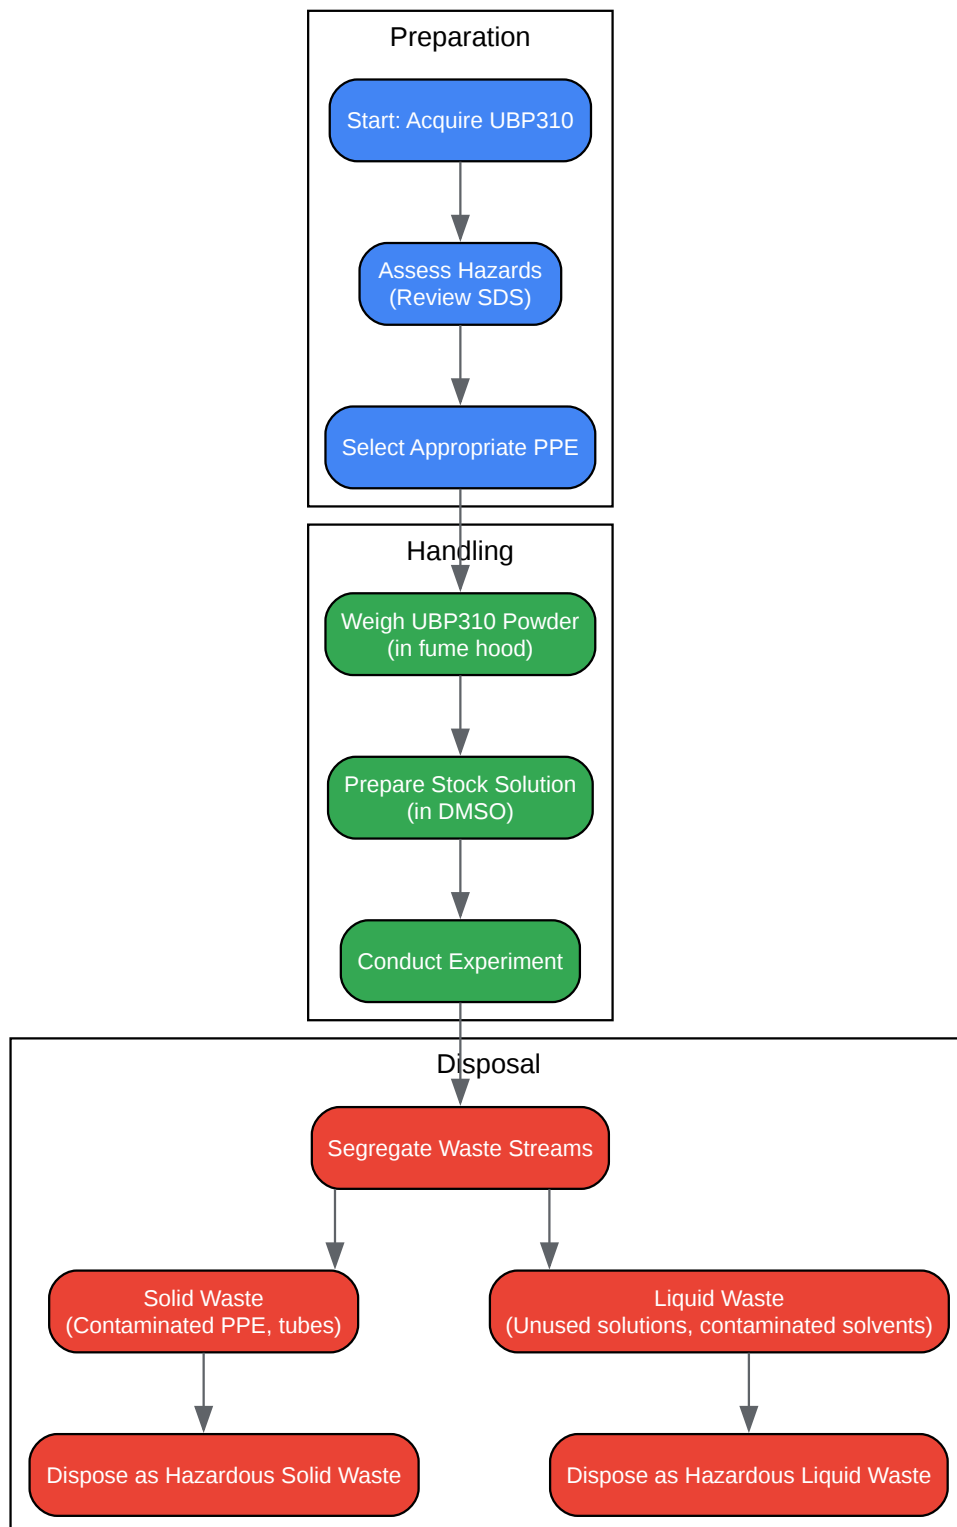 Preparation
Start: Acquire UBP310
Assess Hazards
(Review SDS)
Select Appropriate PPE
Handling
Weigh UBP310 Powder
(in fume hood)
Prepare Stock Solution
(in DMSO)
Conduct Experiment
Disposal
Segregate Waste Streams
Solid Waste
(Contaminated PPE, tubes)
Liquid Waste
(Unused solutions, contaminated solvents)
Dispose as Hazardous Solid Waste
Dispose as Hazardous Liquid Waste